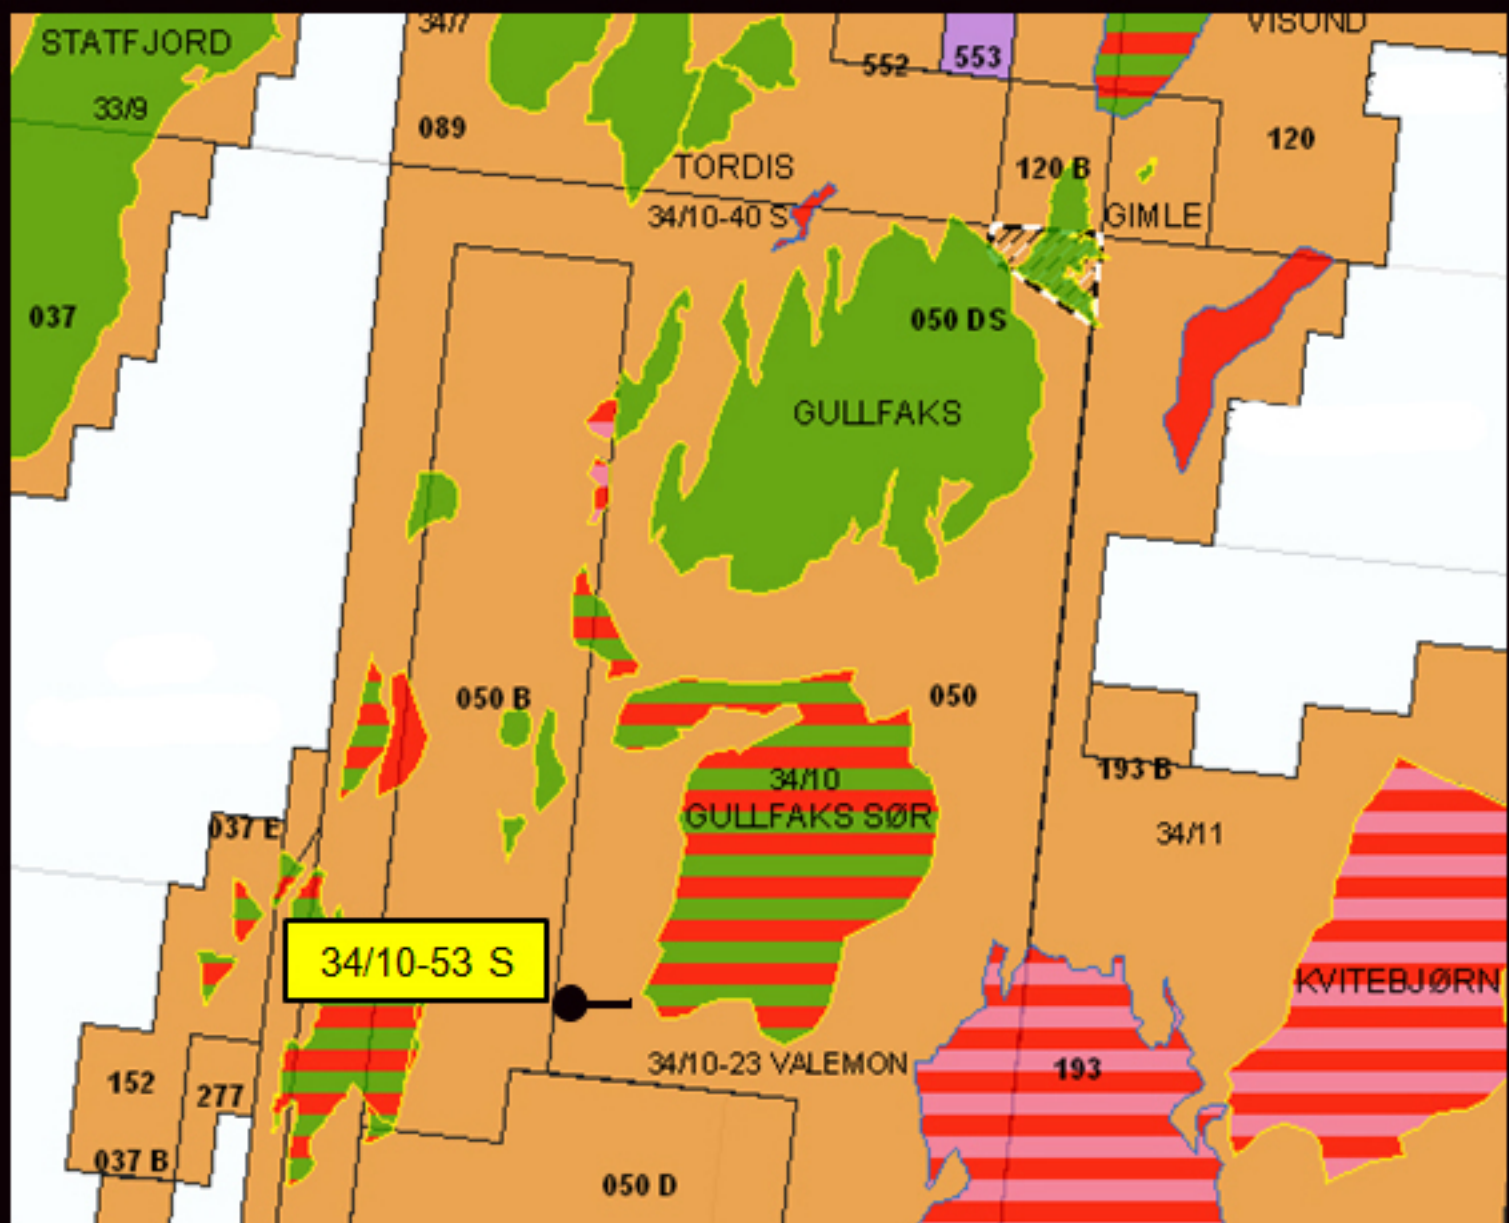 STATFJORD
34/7
VISUND
552
553
33/9
089
120
TORDIS
120 B
34/10-40 S
GIMLE
037
050 DS
GULLFAKS
050 B
050
193 B
34/10
GULLFAKS SØR
037 E
34/11
34/10-53 S
KVITEBJØRN
34/10-23 VALEMON
193
152
277
037 B
050 D